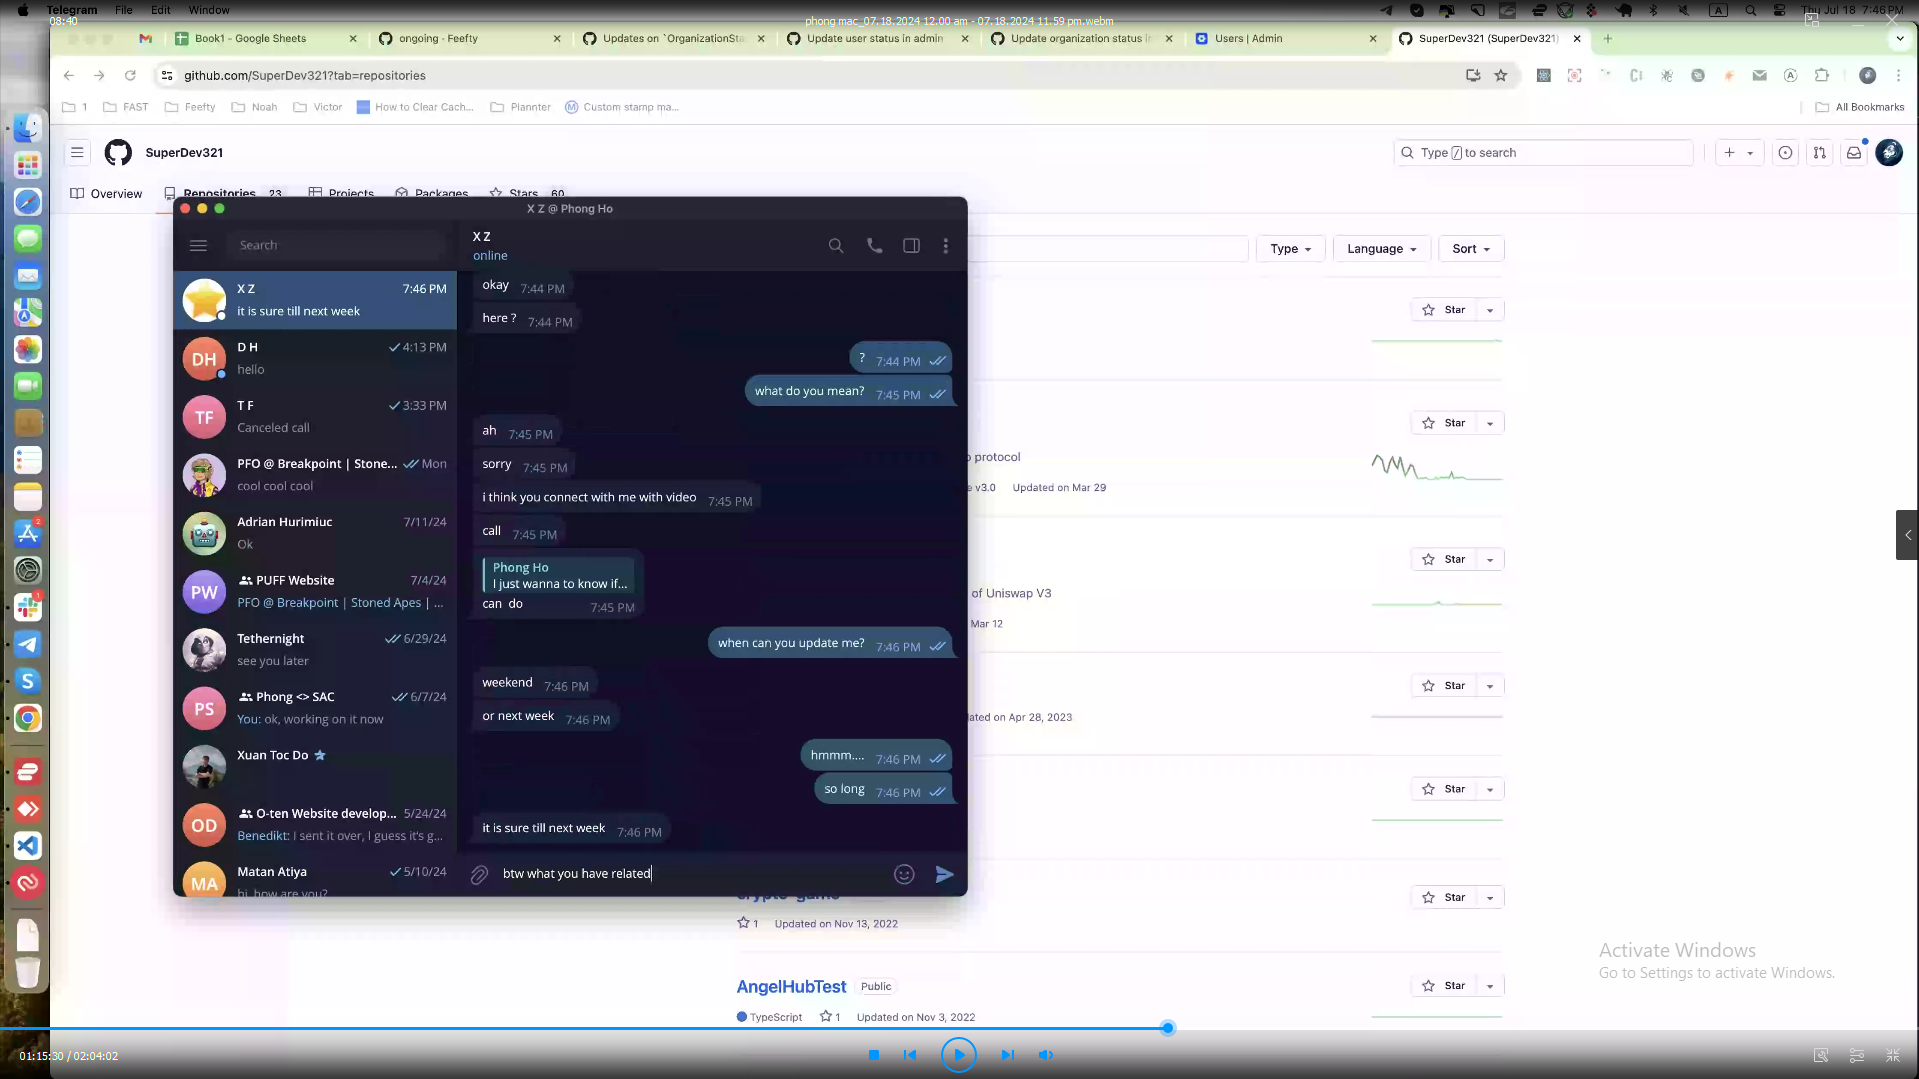 Telegram File Edit Window
Thu Jul 18 7:46 PM
08:40
phong mac_07.18.2024 12.00 am - 07.18.2024 11.59 pm.webm
Book1 - Google Sheets
ongoing · Feefty
Updates on `OrganizationSta
Update user status in admin
Update organization status i
Users | Admin
SuperDev321 (SuperDev321)
github.com/SuperDev321?tab=repositories
1
FAST
Feefty
Noah
Victor
How to Clear Cach...
Plannter
Custom stamp ma...
All Bookmarks
SuperDev321
Type / to search
Overview
Repositories 23
Projects
Packages
Stars 60
Type
Language
Sort
X Z @ Phong Ho
Search
X Z
online
X Z 7:46 PM
it is sure till next week
DH
D H 4:13 PM
hello
TF
T F 3:33 PM
Canceled call
PFO @ Breakpoint | Stone... Mon
cool cool cool
Adrian Hurimiuc 7/11/24
Ok
PW
PUFF Website 7/4/24
PFO @ Breakpoint | Stoned Apes | ...
Tethernight 6/29/24
see you later
PS
Phong <> SAC 6/7/24
You: ok, working on it now
Xuan Toc Do
OD
O-ten Website develop... 5/24/24
Benedikt: I sent it over, I guess it's g...
MA
Matan Atiya 5/10/24
hi, how are you?
okay 7:44 PM
here ? 7:44 PM
? 7:44 PM
what do you mean? 7:45 PM
ah 7:45 PM
sorry 7:45 PM
i think you connect with me with video 7:45 PM
call 7:45 PM
Phong Ho
I just wanna to know if...
can do 7:45 PM
when can you update me? 7:46 PM
weekend 7:46 PM
or next week 7:46 PM
hmmm.... 7:46 PM
so long 7:46 PM
it is sure till next week 7:46 PM
btw what you have related
Star
Star
protocol
v3.0 Updated on Mar 29
Star
of Uniswap V3
Mar 12
Star
ated on Apr 28, 2023
Star
Star
crypto-game
1 Updated on Nov 13, 2022
AngelHubTest Public
Star
TypeScript 1 Updated on Nov 3, 2022
Activate Windows
Go to Settings to activate Windows.
01:15:30 / 02:04:02